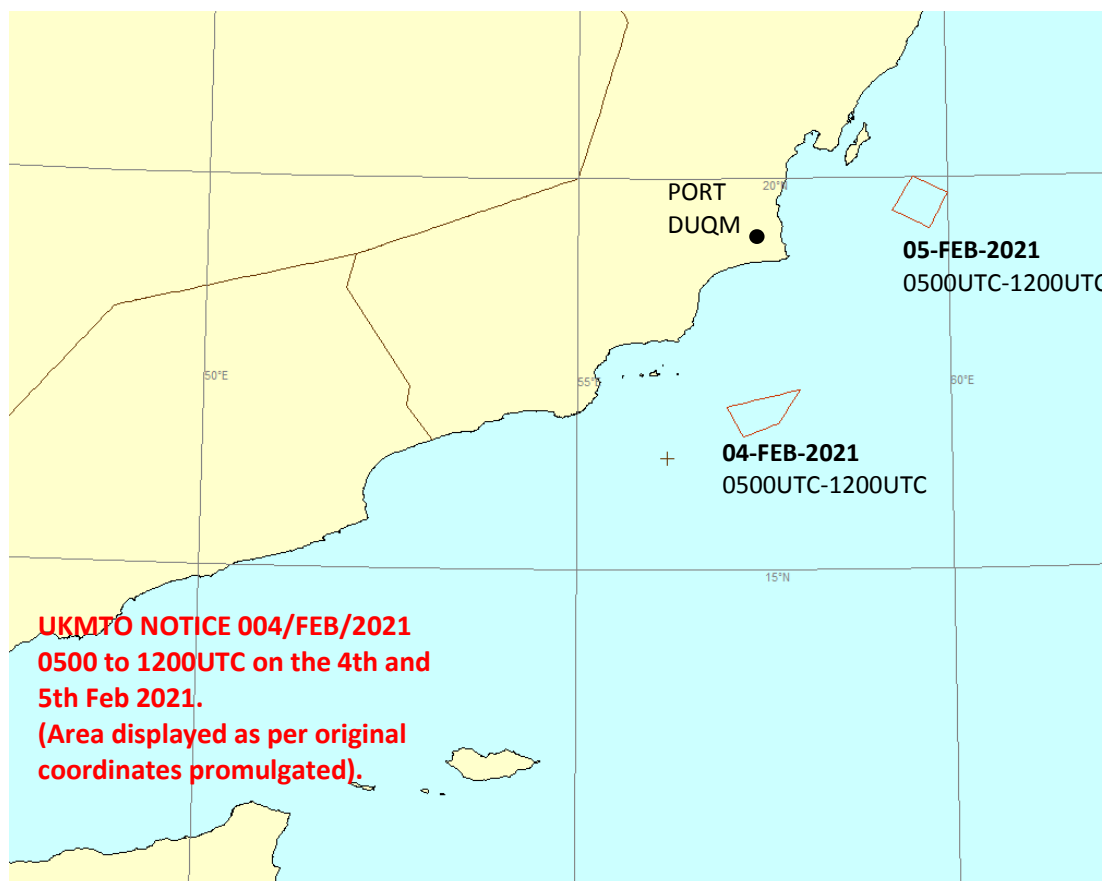 PORT
DUQM
20°N
05-FEB-2021
0500UTC-1200UTC
50°E
55°E
60°E
04-FEB-2021
0500UTC-1200UTC
15°N
UKMTO NOTICE 004/FEB/2021
0500 to 1200UTC on the 4th and
5th Feb 2021.
(Area displayed as per original
coordinates promulgated).